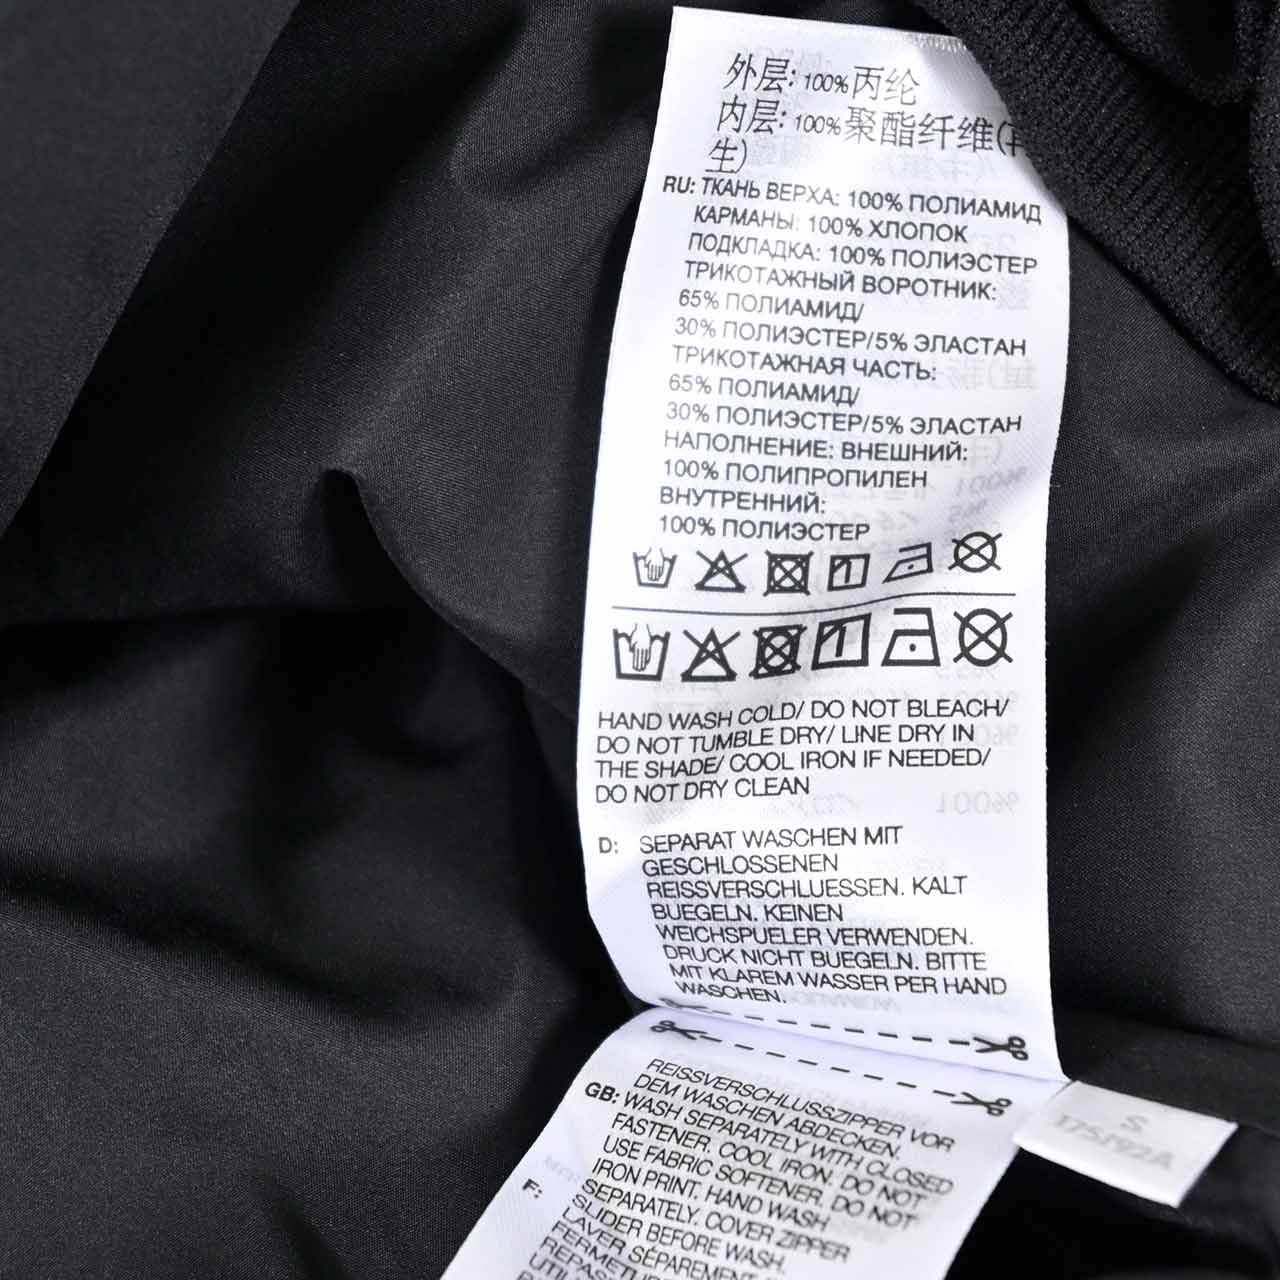 外层: 100%丙纶
内层: 100%聚酯纤维(再
生)
RU: ТКАНЬ ВЕРХА: 100% ПОЛИАМИД
КАРМАНЫ: 100% ХЛОПОК
ПОДКЛАДКА: 100% ПОЛИЭСТЕР
ТРИКОТАЖНЫЙ ВОРОТНИК:
65% ПОЛИАМИД/
30% ПОЛИЭСТЕР/5% ЭЛАСТАН
ТРИКОТАЖНАЯ ЧАСТЬ:
65% ПОЛИАМИД/
30% ПОЛИЭСТЕР/5% ЭЛАСТАН
НАПОЛНЕНИЕ: ВНЕШНИЙ:
100% ПОЛИПРОПИЛЕН
ВНУТРЕННИЙ:
100% ПОЛИЭСТЕР
HAND WASH COLD/ DO NOT BLEACH/
DO NOT TUMBLE DRY/ LINE DRY IN
THE SHADE/ COOL IRON IF NEEDED/
DO NOT DRY CLEAN
D: SEPARAT WASCHEN MIT
GESCHLOSSENEN
REISSVERSCHLUESSEN. KALT
BUEGELN. KEINEN
WEICHSPUELER VERWENDEN.
DRUCK NICHT BUEGELN. BITTE
MIT KLAREM WASSER PER HAND
WASCHEN.
REISSVERSCHLUSSZIPPER VOR
DEM WASCHEN ABDECKEN.
GB: WASH SEPARATELY WITH CLOSED
FASTENER. COOL IRON. DO NOT
USE FABRIC SOFTENER. DO NOT
IRON PRINT. HAND WASH
SEPARATELY. COVER ZIPPER
SLIDER BEFORE WASH.
F: LAVER SÉPARÉMENT
FERMETURE
S
175/92A